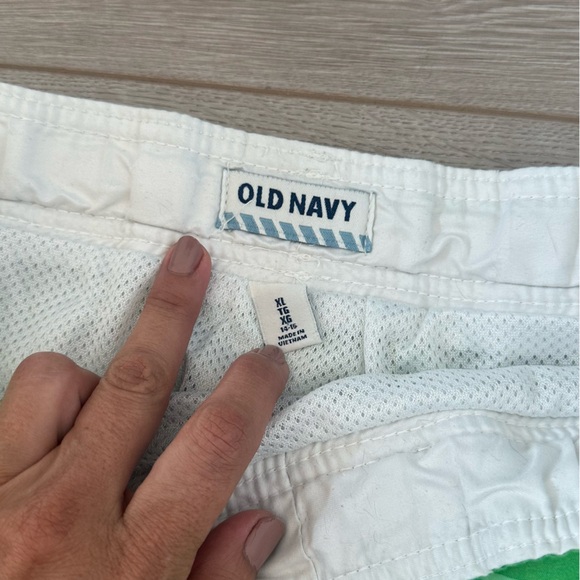 OLD NAVY
XL
TG
XG
14-16
MADE IN
VIETNAM